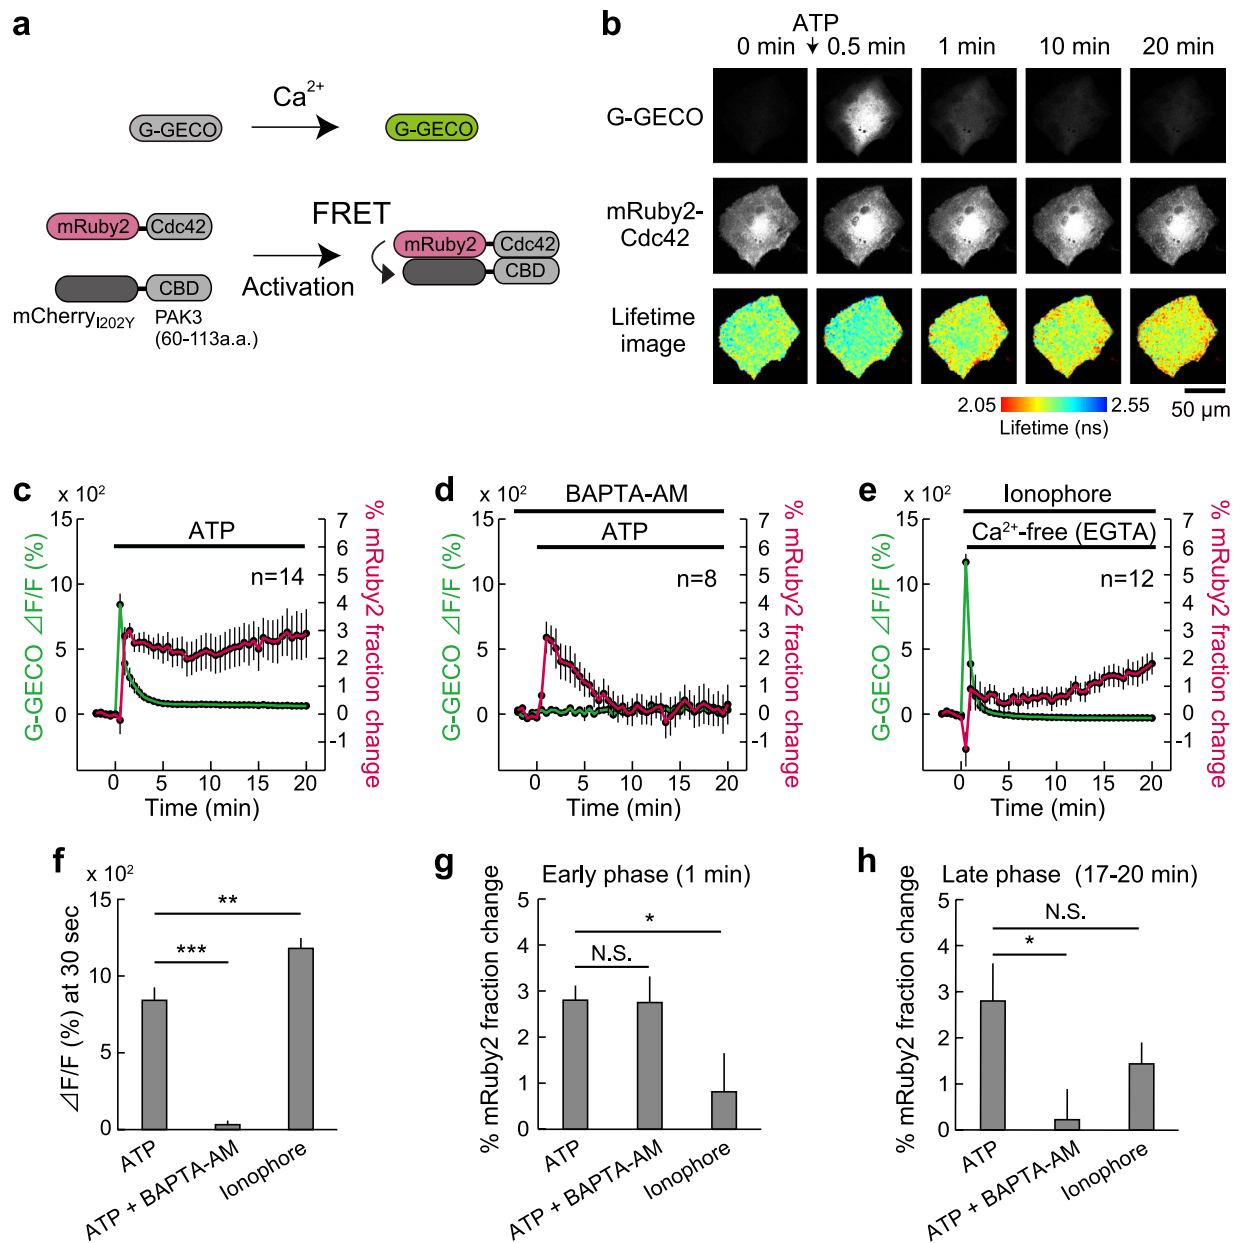 a
Ca2+
G-GECO
G-GECO
mRuby2
Cdc42
FRET
mRuby2
Cdc42
CBD
Activation
CBD
mCherryI202Y
PAK3
(60-113a.a.)
b
ATP
0 min
0.5 min
1 min
10 min
20 min
G-GECO
mRuby2-
Cdc42
Lifetime
image
2.05
2.55
Lifetime (ns)
50 µm
c
x 102
ATP
n=14
G-GECO ⊿F/F (%)
15
10
5
0
7
6
5
4
3
2
1
0
-1
% mRuby2 fraction change
0
5
10
15
20
Time (min)
d
x 102
BAPTA-AM
ATP
n=8
G-GECO ⊿F/F (%)
15
10
5
0
7
6
5
4
3
2
1
0
-1
% mRuby2 fraction change
0
5
10
15
20
Time (min)
e
x 102
Ionophore
Ca2+-free (EGTA)
n=12
G-GECO ⊿F/F (%)
15
10
5
0
7
6
5
4
3
2
1
0
-1
% mRuby2 fraction change
0
5
10
15
20
Time (min)
f
x 102
⊿F/F (%) at 30 sec
15
10
5
0
**
***
ATP
ATP + BAPTA-AM
Ionophore
g
Early phase (1 min)
% mRuby2 fraction change
5
4
3
2
1
0
*
N.S.
ATP
ATP + BAPTA-AM
Ionophore
h
Late phase (17-20 min)
% mRuby2 fraction change
5
4
3
2
1
0
N.S.
*
ATP
ATP + BAPTA-AM
Ionophore